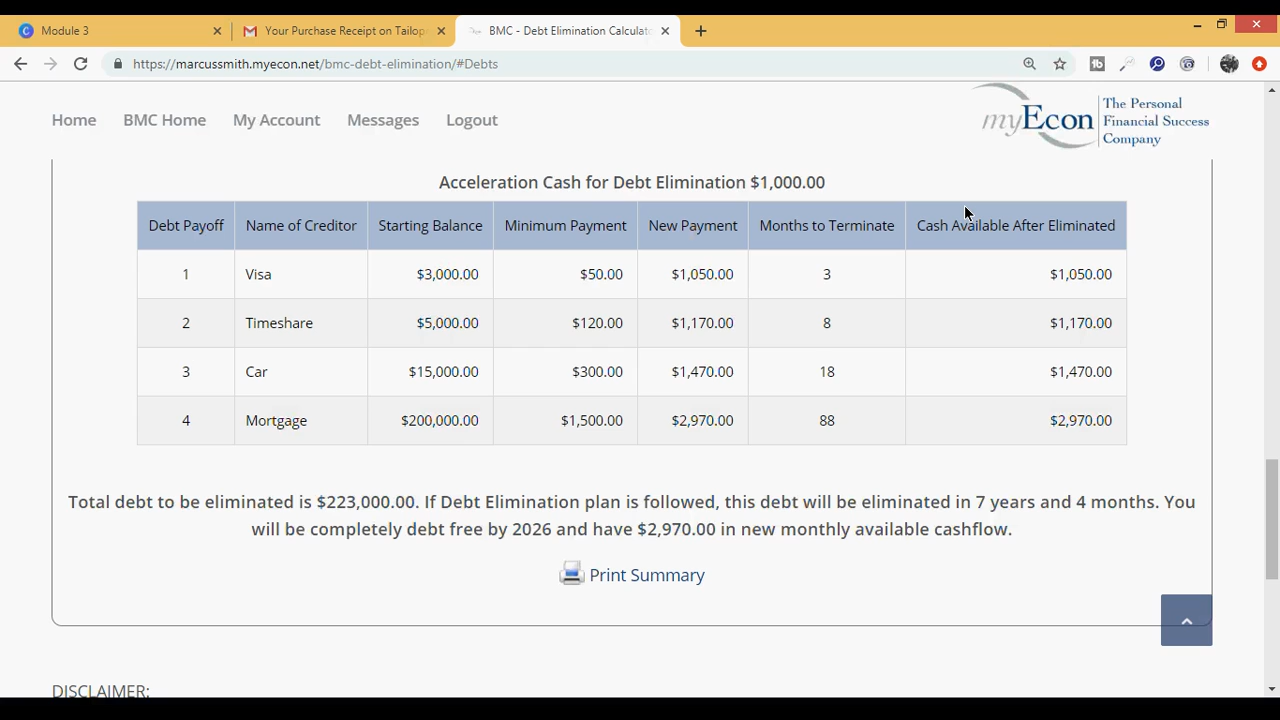 Module 3
Your Purchase Receipt on Tailop
BMC - Debt Elimination Calculat
https://marcussmith.myecon.net/bmc-debt-elimination/#Debts
Home BMC Home My Account Messages Logout
myEcon
The Personal
Financial Success
Company
Acceleration Cash for Debt Elimination $1,000.00
Debt Payoff Name of Creditor Starting Balance Minimum Payment New Payment Months to Terminate Cash Available After Eliminated
1 Visa $3,000.00 $50.00 $1,050.00 3 $1,050.00
2 Timeshare $5,000.00 $120.00 $1,170.00 8 $1,170.00
3 Car $15,000.00 $300.00 $1,470.00 18 $1,470.00
4 Mortgage $200,000.00 $1,500.00 $2,970.00 88 $2,970.00
Total debt to be eliminated is $223,000.00. If Debt Elimination plan is followed, this debt will be eliminated in 7 years and 4 months. You
will be completely debt free by 2026 and have $2,970.00 in new monthly available cashflow.
Print Summary
DISCLAIMER: